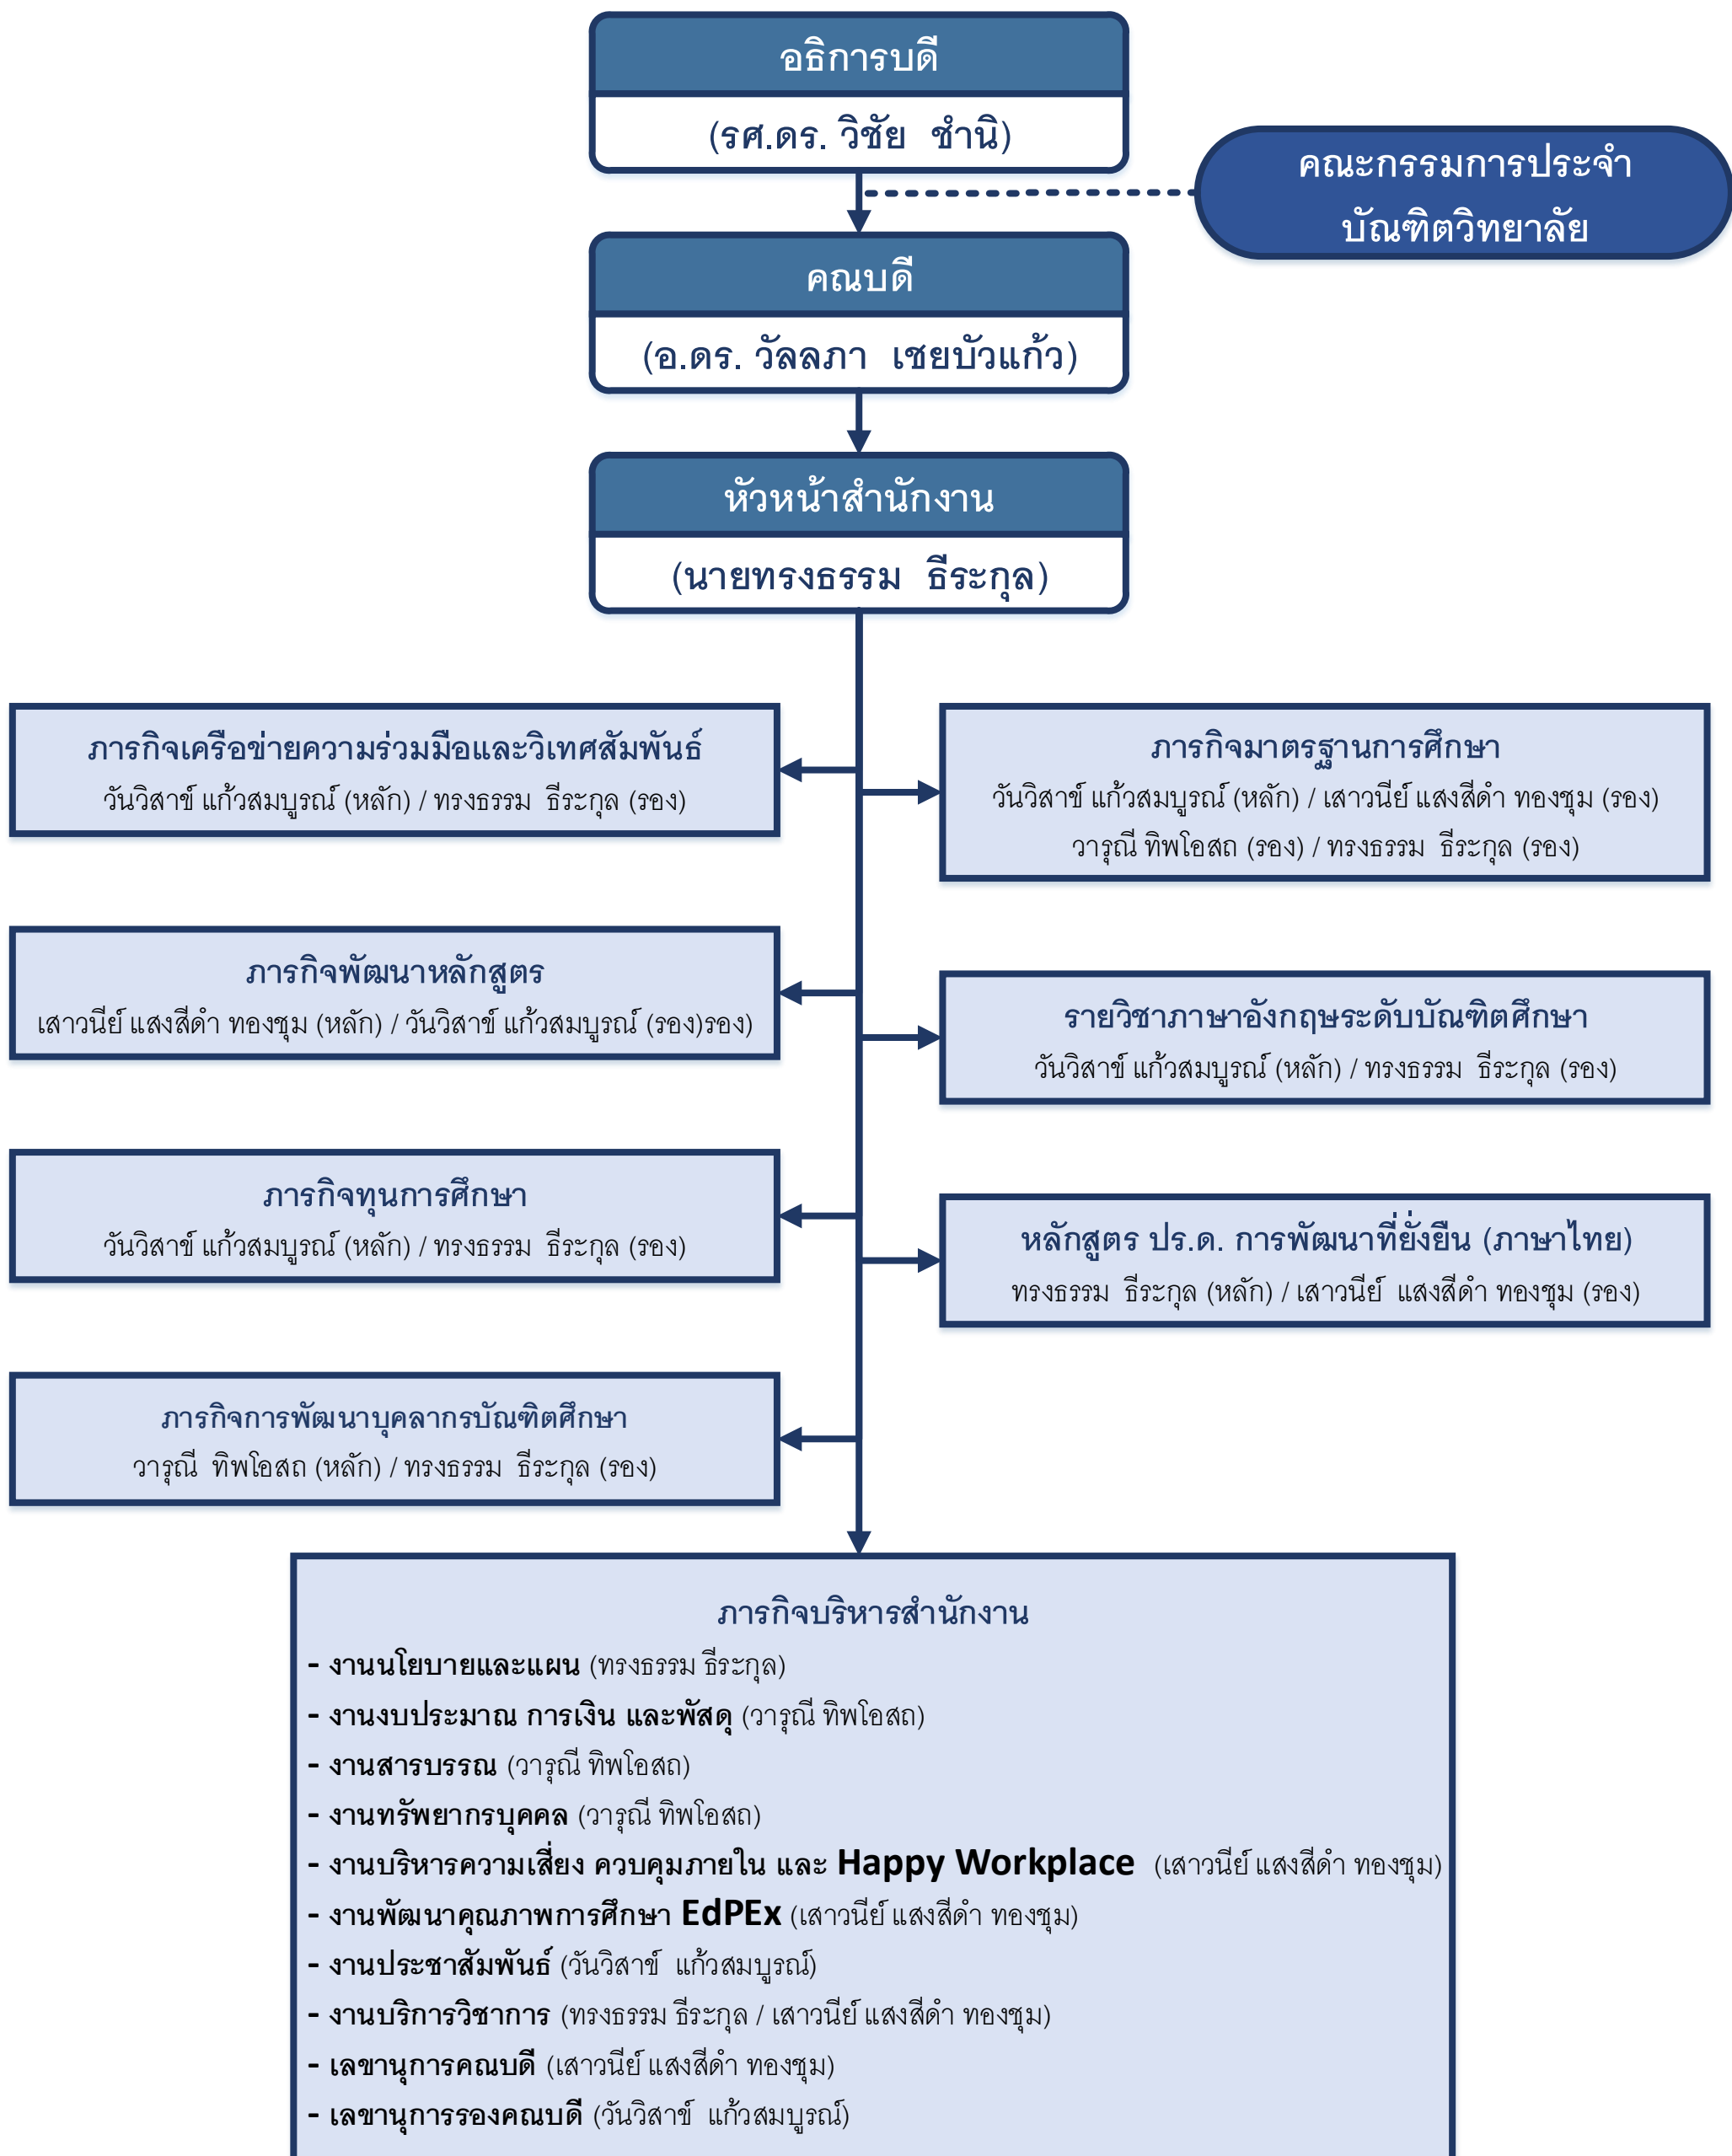 อธิการบดี
(รศ.ดร. วิชัย ชำนิ)
คณะกรรมการประจำ
บัณฑิตวิทยาลัย
คณบดี
(อ.ดร. วัลลภา เชยบัวแก้ว)
หัวหน้าสำนักงาน
(นายทรงธรรม ธีระกุล)
ภารกิจเครือข่ายความร่วมมือและวิเทศสัมพันธ์
วันวิสาข์ แก้วสมบูรณ์ (หลัก) / ทรงธรรม ธีระกุล (รอง)
ภารกิจมาตรฐานการศึกษา
วันวิสาข์ แก้วสมบูรณ์ (หลัก) / เสาวนีย์ แสงสีดำ ทองชุม (รอง)
วารุณี ทิพโอสถ (รอง) / ทรงธรรม ธีระกุล (รอง)
ภารกิจพัฒนาหลักสูตร
เสาวนีย์ แสงสีดำ ทองชุม (หลัก) / วันวิสาข์ แก้วสมบูรณ์ (รอง)รอง)
รายวิชาภาษาอังกฤษระดับบัณฑิตศึกษา
วันวิสาข์ แก้วสมบูรณ์ (หลัก) / ทรงธรรม ธีระกุล (รอง)
ภารกิจทุนการศึกษา
วันวิสาข์ แก้วสมบูรณ์ (หลัก) / ทรงธรรม ธีระกุล (รอง)
หลักสูตร ปร.ด. การพัฒนาที่ยั่งยืน (ภาษาไทย)
ทรงธรรม ธีระกุล (หลัก) / เสาวนีย์ แสงสีดำ ทองชุม (รอง)
ภารกิจการพัฒนาบุคลากรบัณฑิตศึกษา
วารุณี ทิพโอสถ (หลัก) / ทรงธรรม ธีระกุล (รอง)
ภารกิจบริหารสำนักงาน
- งานนโยบายและแผน (ทรงธรรม ธีระกุล)
- งานงบประมาณ การเงิน และพัสดุ (วารุณี ทิพโอสถ)
- งานสารบรรณ (วารุณี ทิพโอสถ)
- งานทรัพยากรบุคคล (วารุณี ทิพโอสถ)
- งานบริหารความเสี่ยง ควบคุมภายใน และ Happy Workplace (เสาวนีย์ แสงสีดำ ทองชุม)
- งานพัฒนาคุณภาพการศึกษา EdPEx (เสาวนีย์ แสงสีดำ ทองชุม)
- งานประชาสัมพันธ์ (วันวิสาข์ แก้วสมบูรณ์)
- งานบริการวิชาการ (ทรงธรรม ธีระกุล / เสาวนีย์ แสงสีดำ ทองชุม)
- เลขานุการคณบดี (เสาวนีย์ แสงสีดำ ทองชุม)
- เลขานุการรองคณบดี (วันวิสาข์ แก้วสมบูรณ์)